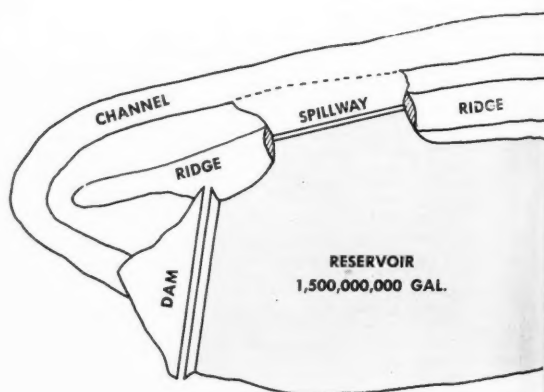 CHANNEL
SPILLWAY
RIDGE
RIDGE
DAM
RESERVOIR
1,500,000,000 GAL.